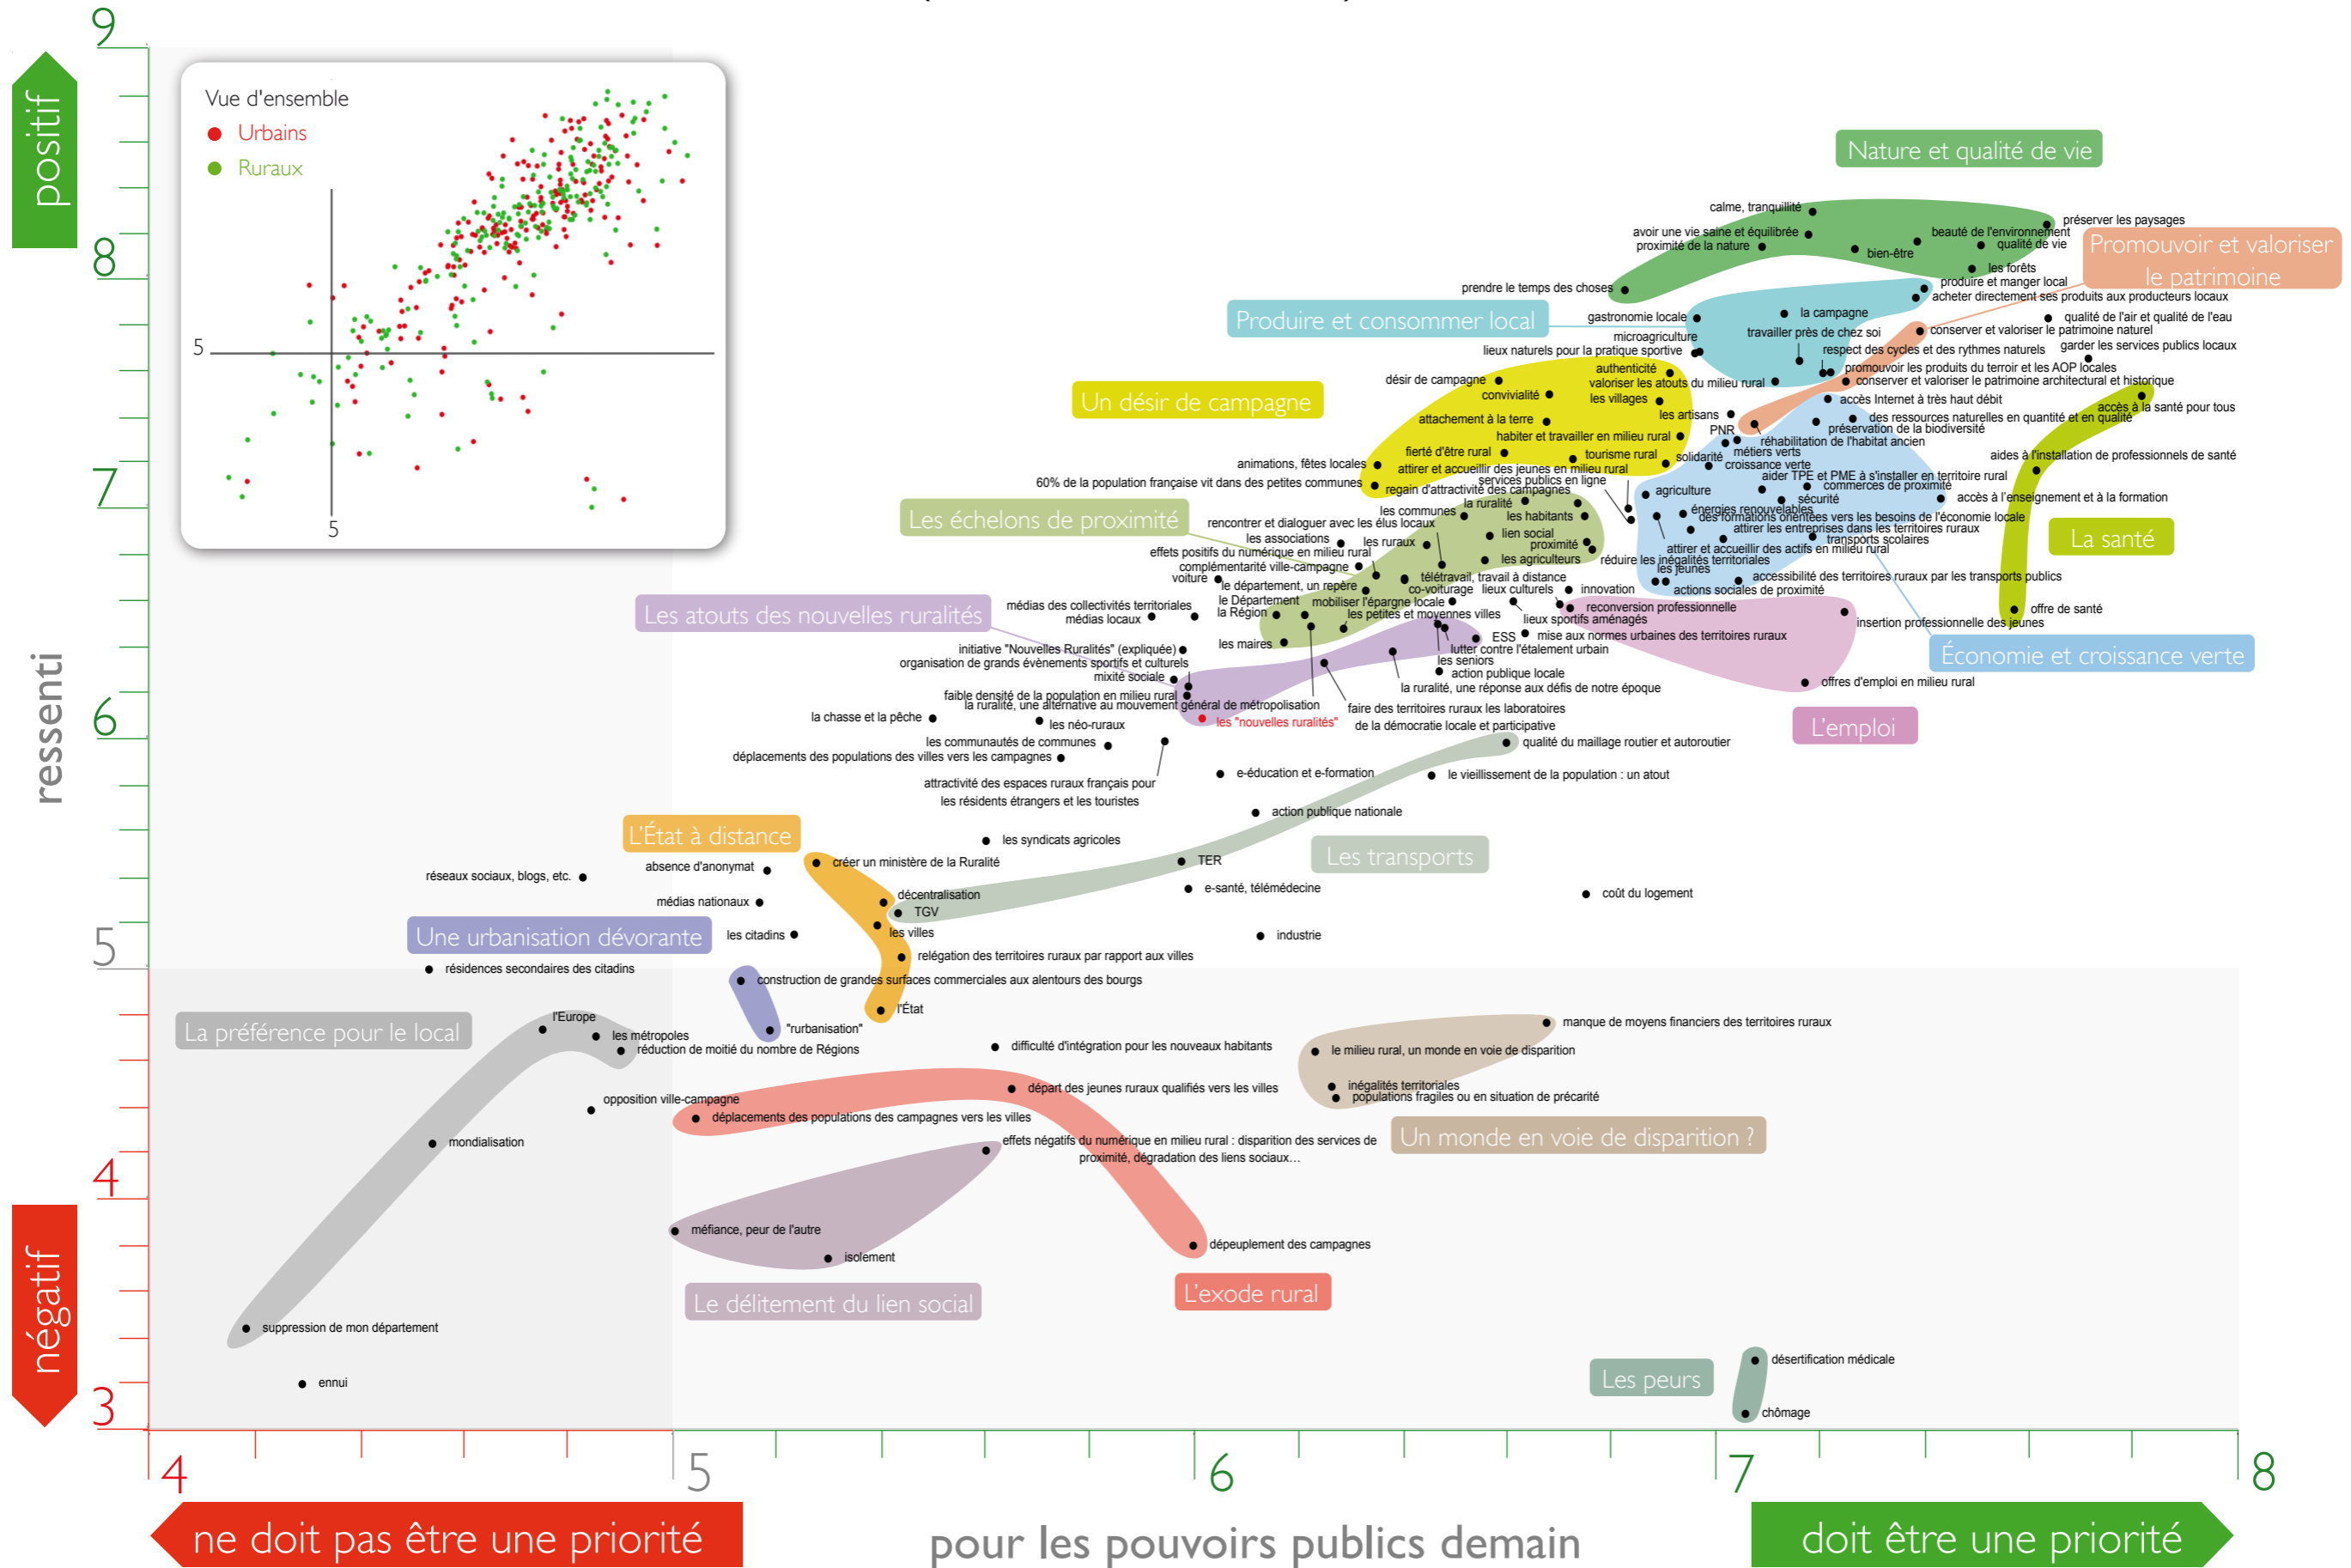 9
positif
8
7
ressenti
6
5
4
négatif
3
Vue d'ensemble
Urbains
Ruraux
5
5
Nature et qualité de vie
calme, tranquillité
préserver les paysages
avoir une vie saine et équilibrée
beauté de l'environnement
proximité de la nature
qualité de vie
bien-être
Promouvoir et valoriser
le patrimoine
les forêts
prendre le temps des choses
produire et manger local
acheter directement ses produits aux producteurs locaux
Produire et consommer local
gastronomie locale
la campagne
qualité de l'air et qualité de l'eau
travailler près de chez soi
conserver et valoriser le patrimoine naturel
microagriculture
garder les services publics locaux
lieux naturels pour la pratique sportive
respect des cycles et des rythmes naturels
authenticité
promouvoir les produits du terroir et les AOP locales
désir de campagne
valoriser les atouts du milieu rural
conserver et valoriser le patrimoine architectural et historique
Un désir de campagne
convivialité
les villages
accès Internet à très haut débit
accès à la santé pour tous
attachement à la terre
les artisans
des ressources naturelles en quantité et en qualité
PNR
préservation de la biodiversité
habiter et travailler en milieu rural
réhabilitation de l'habitat ancien
fierté d'être rural
tourisme rural
solidarité
métiers verts
aides à l'installation de professionnels de santé
animations, fêtes locales
attirer et accueillir des jeunes en milieu rural
croissance verte
60% de la population française vit dans des petites communes
services publics en ligne
aider TPE et PME à s'installer en territoire rural
regain d'attractivité des campagnes
agriculture
commerces de proximité
la ruralité
sécurité
accès à l'enseignement et à la formation
Les échelons de proximité
les communes
les habitants
énergies renouvelables
rencontrer et dialoguer avec les élus locaux
des formations orientées vers les besoins de l'économie locale
les associations
les ruraux
lien social
attirer les entreprises dans les territoires ruraux
La santé
proximité
transports scolaires
effets positifs du numérique en milieu rural
attirer et accueillir des actifs en milieu rural
complémentarité ville-campagne
les agriculteurs
réduire les inégalités territoriales
les jeunes
voiture
le département, un repère
télétravail, travail à distance
accessibilité des territoires ruraux par les transports publics
co-voiturage
lieux culturels
innovation
actions sociales de proximité
Les atouts des nouvelles ruralités
médias des collectivités territoriales
le Département
mobiliser l'épargne locale
reconversion professionnelle
offre de santé
médias locaux
la Région
les petites et moyennes villes
lieux sportifs aménagés
insertion professionnelle des jeunes
les maires
ESS
mise aux normes urbaines des territoires ruraux
initiative "Nouvelles Ruralités" (expliquée)
lutter contre l'étalement urbain
Économie et croissance verte
organisation de grands évènements sportifs et culturels
les seniors
mixité sociale
action publique locale
offres d'emploi en milieu rural
faible densité de la population en milieu rural
la ruralité, une réponse aux défis de notre époque
la ruralité, une alternative au mouvement général de métropolisation
faire des territoires ruraux les laboratoires
de la démocratie locale et participative
la chasse et la pêche
les néo-ruraux
les "nouvelles ruralités"
L'emploi
les communautés de communes
qualité du maillage routier et autoroutier
déplacements des populations des villes vers les campagnes
attractivité des espaces ruraux français pour
les résidents étrangers et les touristes
e-éducation et e-formation
le vieillissement de la population : un atout
action publique nationale
L'État à distance
les syndicats agricoles
Les transports
absence d'anonymat
créer un ministère de la Ruralité
TER
réseaux sociaux, blogs, etc.
e-santé, télémédecine
coût du logement
médias nationaux
décentralisation
TGV
Une urbanisation dévorante
les citadins
les villes
industrie
relégation des territoires ruraux par rapport aux villes
résidences secondaires des citadins
construction de grandes surfaces commerciales aux alentours des bourgs
l'État
La préférence pour le local
l'Europe
"rurbanisation"
manque de moyens financiers des territoires ruraux
les métropoles
réduction de moitié du nombre de Régions
difficulté d'intégration pour les nouveaux habitants
le milieu rural, un monde en voie de disparition
départ des jeunes ruraux qualifiés vers les villes
inégalités territoriales
opposition ville-campagne
populations fragiles ou en situation de précarité
déplacements des populations des campagnes vers les villes
Un monde en voie de disparition ?
mondialisation
effets négatifs du numérique en milieu rural : disparition des services de
proximité, dégradation des liens sociaux...
méfiance, peur de l'autre
dépeuplement des campagnes
isolement
Le délitement du lien social
L'exode rural
suppression de mon département
désertification médicale
Les peurs
ennui
chômage
4
5
6
7
8
ne doit pas être une priorité
pour les pouvoirs publics demain
doit être une priorité